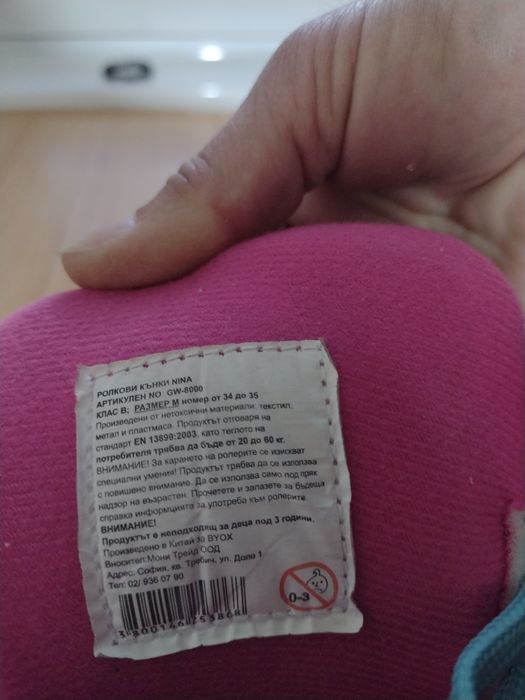 РОЛКОВИ КЪНКИ NINA
АРТИКУЛЕН NO: GW-8000
КЛАС B; РАЗМЕР M номер от 34 до 35
Произведени от нетоксични материали: текстил,
метал и пластмаса. Продуктът отговаря на
стандарт EN 13899:2003, като теглото на
потребителя трябва да бъде от 20 до 60 кг.
ВНИМАНИЕ! За карането на ролерите се изискват
специални умения! Продуктът трябва да се използва
с повишено внимание. Да се използва само под пряк
надзор на възрастен. Прочетете и запазете за бъдеща
справка информацията за употреба към ролерите.
ВНИМАНИЕ!
Продуктът е неподходящ за деца под 3 години.
Произведено в Китай за BYOX
Вносител:Мони Трейд ООД
Адрес: София, кв. Требич, ул. Доло 1
Тел: 02/ 936 07 90
0-3
3800146253868